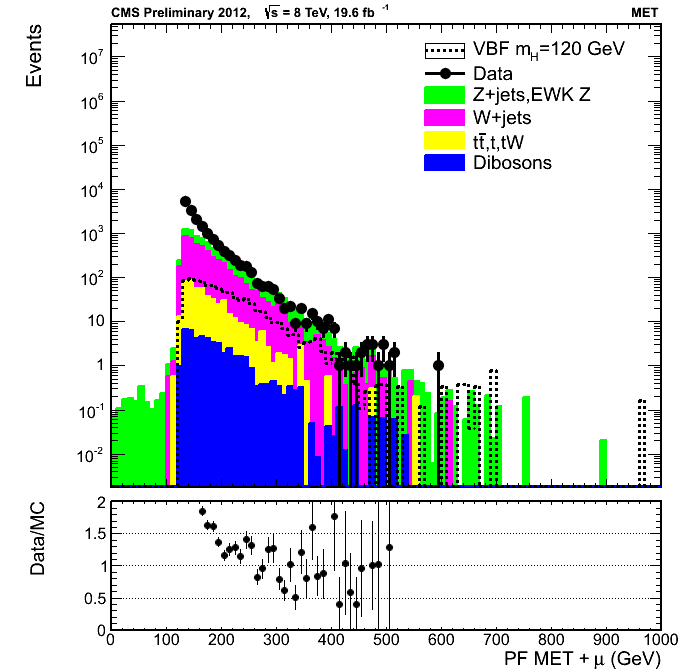 CMS Preliminary 2012, √s = 8 TeV, 19.6 fb⁻¹ MET
Events
VBF m_H=120 GeV
Data
Z+jets,EWK Z
W+jets
tt̄,t,tW
Dibosons
10⁷
10⁶
10⁵
10⁴
10³
10²
10
1
10⁻¹
10⁻²
Data/MC
2
1.5
1
0.5
0
0 100 200 300 400 500 600 700 800 900 1000
PF MET + μ (GeV)